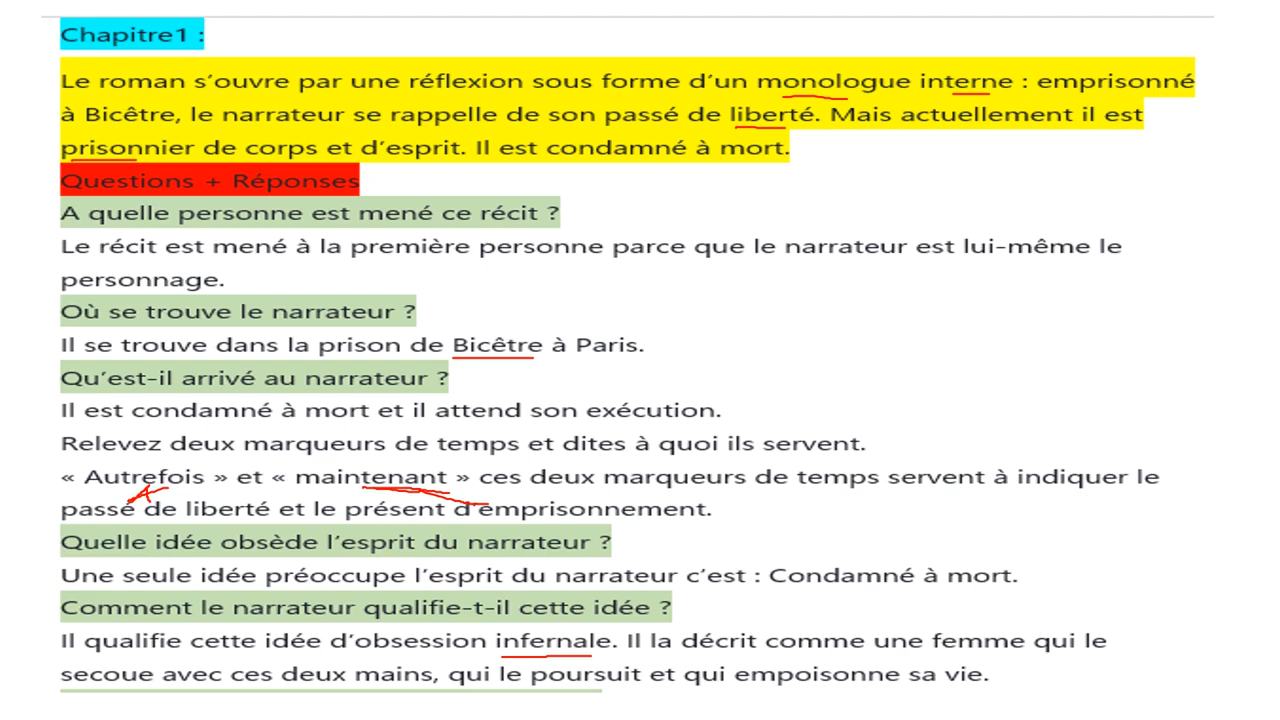 Chapitre1 :
Le roman s’ouvre par une réflexion sous forme d’un monologue interne : emprisonné
à Bicêtre, le narrateur se rappelle de son passé de liberté. Mais actuellement il est
prisonnier de corps et d’esprit. Il est condamné à mort.
Questions + Réponses
A quelle personne est mené ce récit ?
Le récit est mené à la première personne parce que le narrateur est lui-même le
personnage.
Où se trouve le narrateur ?
Il se trouve dans la prison de Bicêtre à Paris.
Qu’est-il arrivé au narrateur ?
Il est condamné à mort et il attend son exécution.
Relevez deux marqueurs de temps et dites à quoi ils servent.
« Autrefois » et « maintenant » ces deux marqueurs de temps servent à indiquer le
passé de liberté et le présent d’emprisonnement.
Quelle idée obsède l’esprit du narrateur ?
Une seule idée préoccupe l’esprit du narrateur c’est : Condamné à mort.
Comment le narrateur qualifie-t-il cette idée ?
Il qualifie cette idée d’obsession infernale. Il la décrit comme une femme qui le
secoue avec ces deux mains, qui le poursuit et qui empoisonne sa vie.